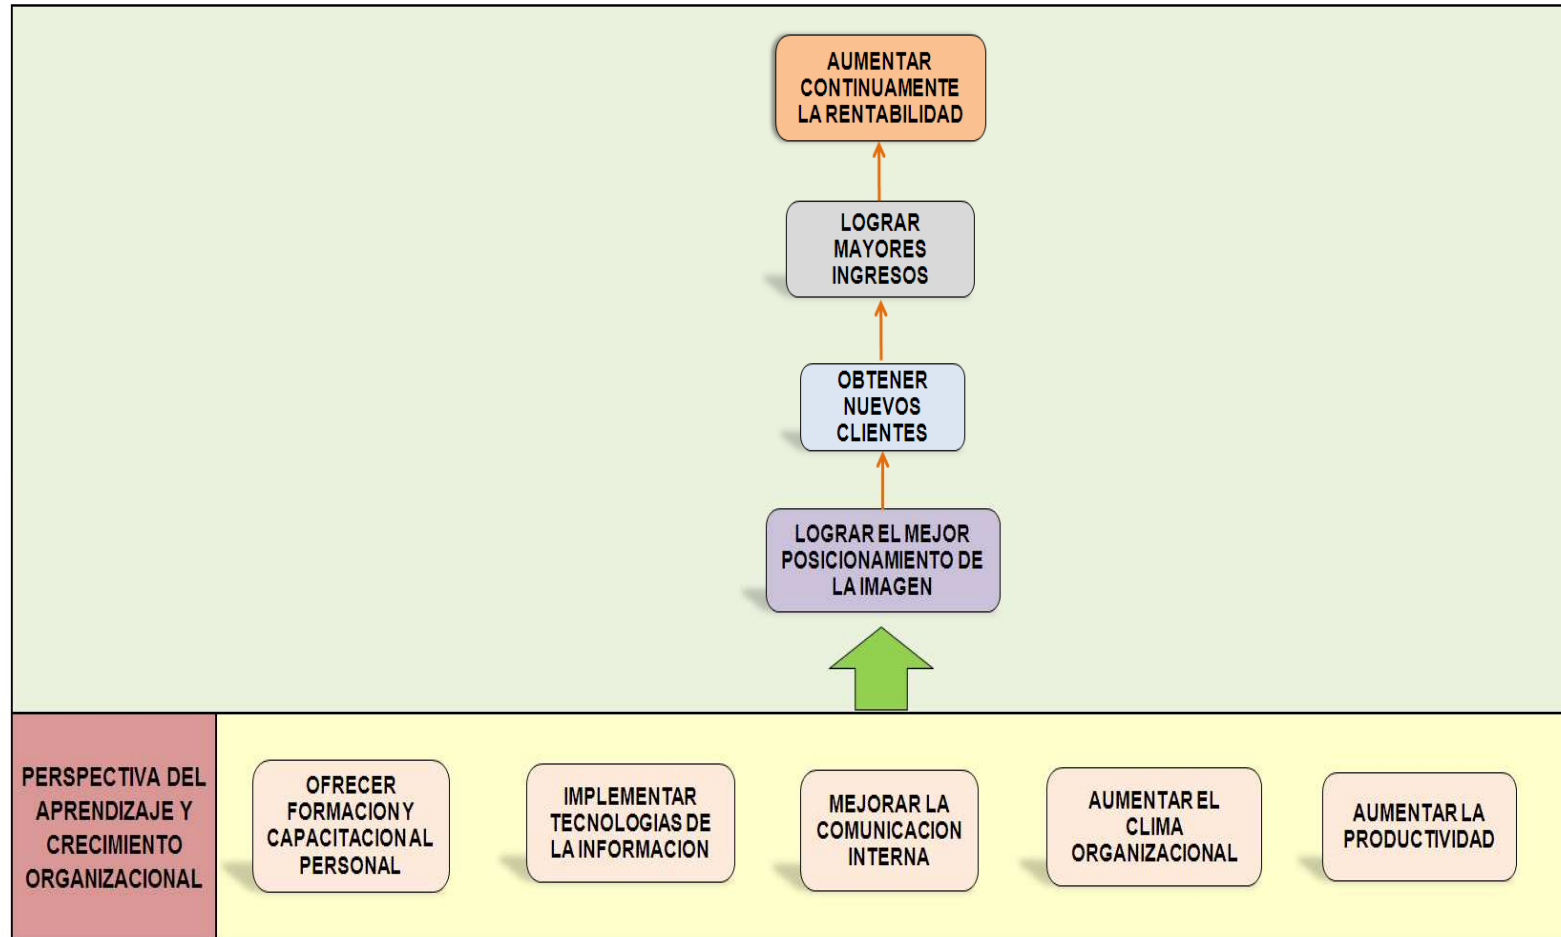 AUMENTAR
CONTINUAMENTE
LA RENTABILIDAD
LOGRAR
MAYORES
INGRESOS
OBTENER
NUEVOS
CLIENTES
LOGRAR EL MEJOR
POSICIONAMIENTO DE
LA IMAGEN
PERSPECTIVA DEL
APRENDIZAJE Y
CRECIMIENTO
ORGANIZACIONAL
OFRECER
FORMACION Y
CAPACITACION AL
PERSONAL
IMPLEMENTAR
TECNOLOGIAS DE
LA INFORMACION
MEJORAR LA
COMUNICACION
INTERNA
AUMENTAR EL
CLIMA
ORGANIZACIONAL
AUMENTAR LA
PRODUCTIVIDAD